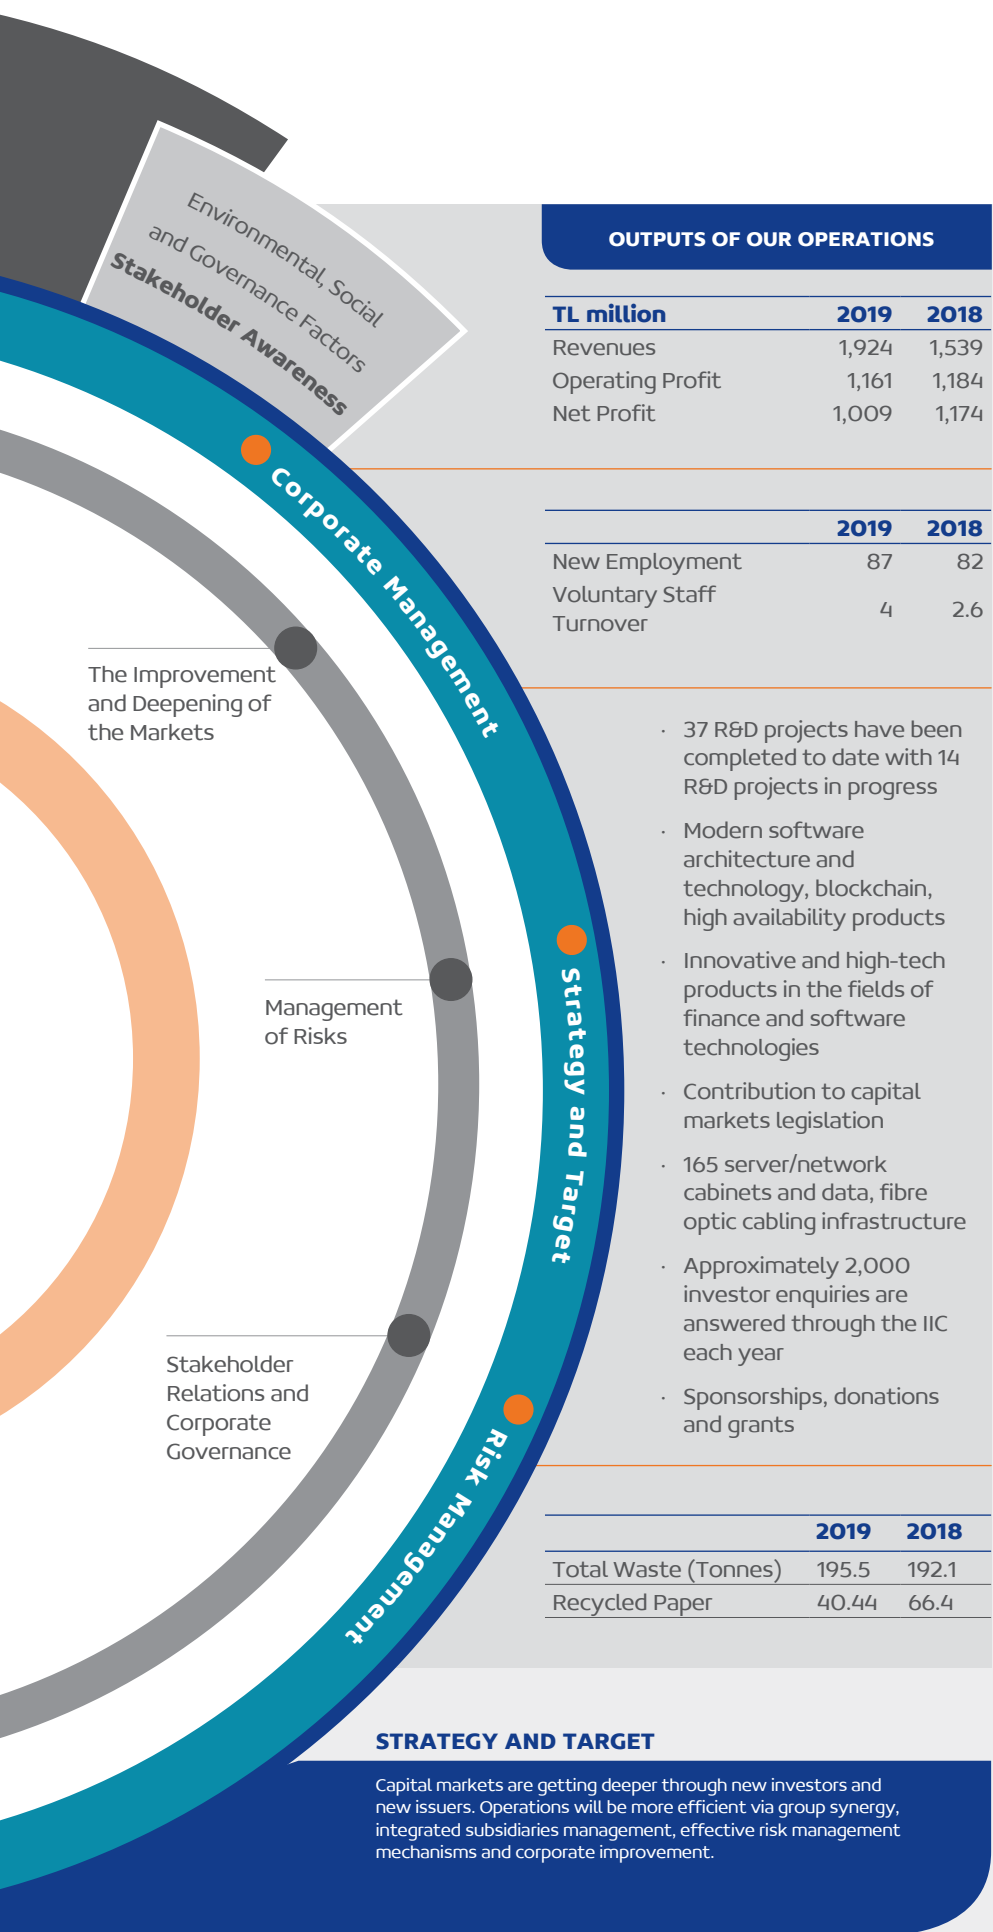 Environmental, Social
and Governance Factors
Stakeholder Awareness
Corporate Management
The Improvement
and Deepening of
the Markets
Management
of Risks
Strategy and Target
Stakeholder
Relations and
Corporate
Governance
Risk Management
OUTPUTS OF OUR OPERATIONS
TL million 2019 2018
Revenues 1,924 1,539
Operating Profit 1,161 1,184
Net Profit 1,009 1,174
2019 2018
New Employment 87 82
Voluntary Staff
Turnover 4 2.6
· 37 R&D projects have been
completed to date with 14
R&D projects in progress
· Modern software
architecture and
technology, blockchain,
high availability products
· Innovative and high-tech
products in the fields of
finance and software
technologies
· Contribution to capital
markets legislation
· 165 server/network
cabinets and data, fibre
optic cabling infrastructure
· Approximately 2,000
investor enquiries are
answered through the IIC
each year
· Sponsorships, donations
and grants
2019 2018
Total Waste (Tonnes) 195.5 192.1
Recycled Paper 40.44 66.4
STRATEGY AND TARGET
Capital markets are getting deeper through new investors and
new issuers. Operations will be more efficient via group synergy,
integrated subsidiaries management, effective risk management
mechanisms and corporate improvement.